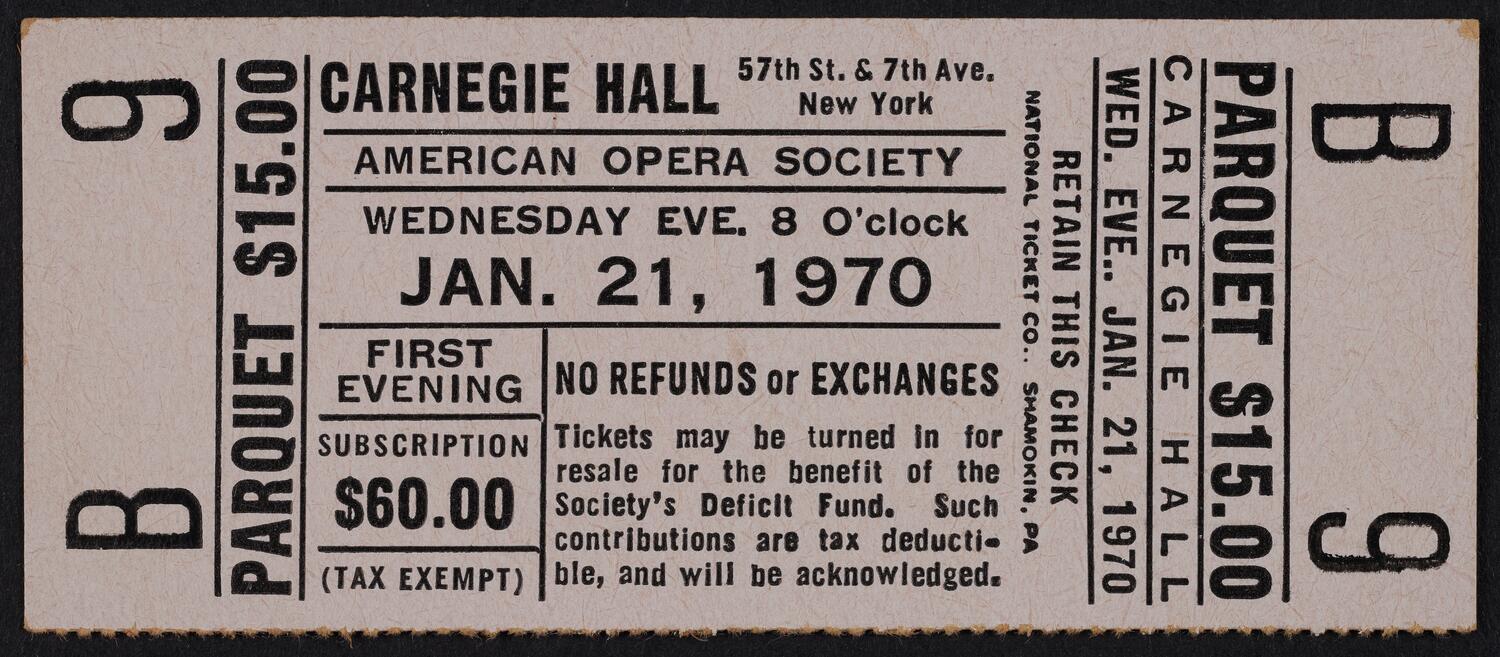 B 9
PARQUET $15.00
CARNEGIE HALL
57th St. & 7th Ave.
New York
AMERICAN OPERA SOCIETY
WEDNESDAY EVE. 8 O'clock
JAN. 21, 1970
FIRST
EVENING
SUBSCRIPTION
$60.00
(TAX EXEMPT)
NO REFUNDS or EXCHANGES
Tickets may be turned in for
resale for the benefit of the
Society's Deficit Fund. Such
contributions are tax deducti-
ble, and will be acknowledged.
NATIONAL TICKET CO.. SHAMOKIN, PA
RETAIN THIS CHECK
WED. EVE.. JAN. 21, 1970
CARNEGIE HALL
PARQUET $15.00
B 9